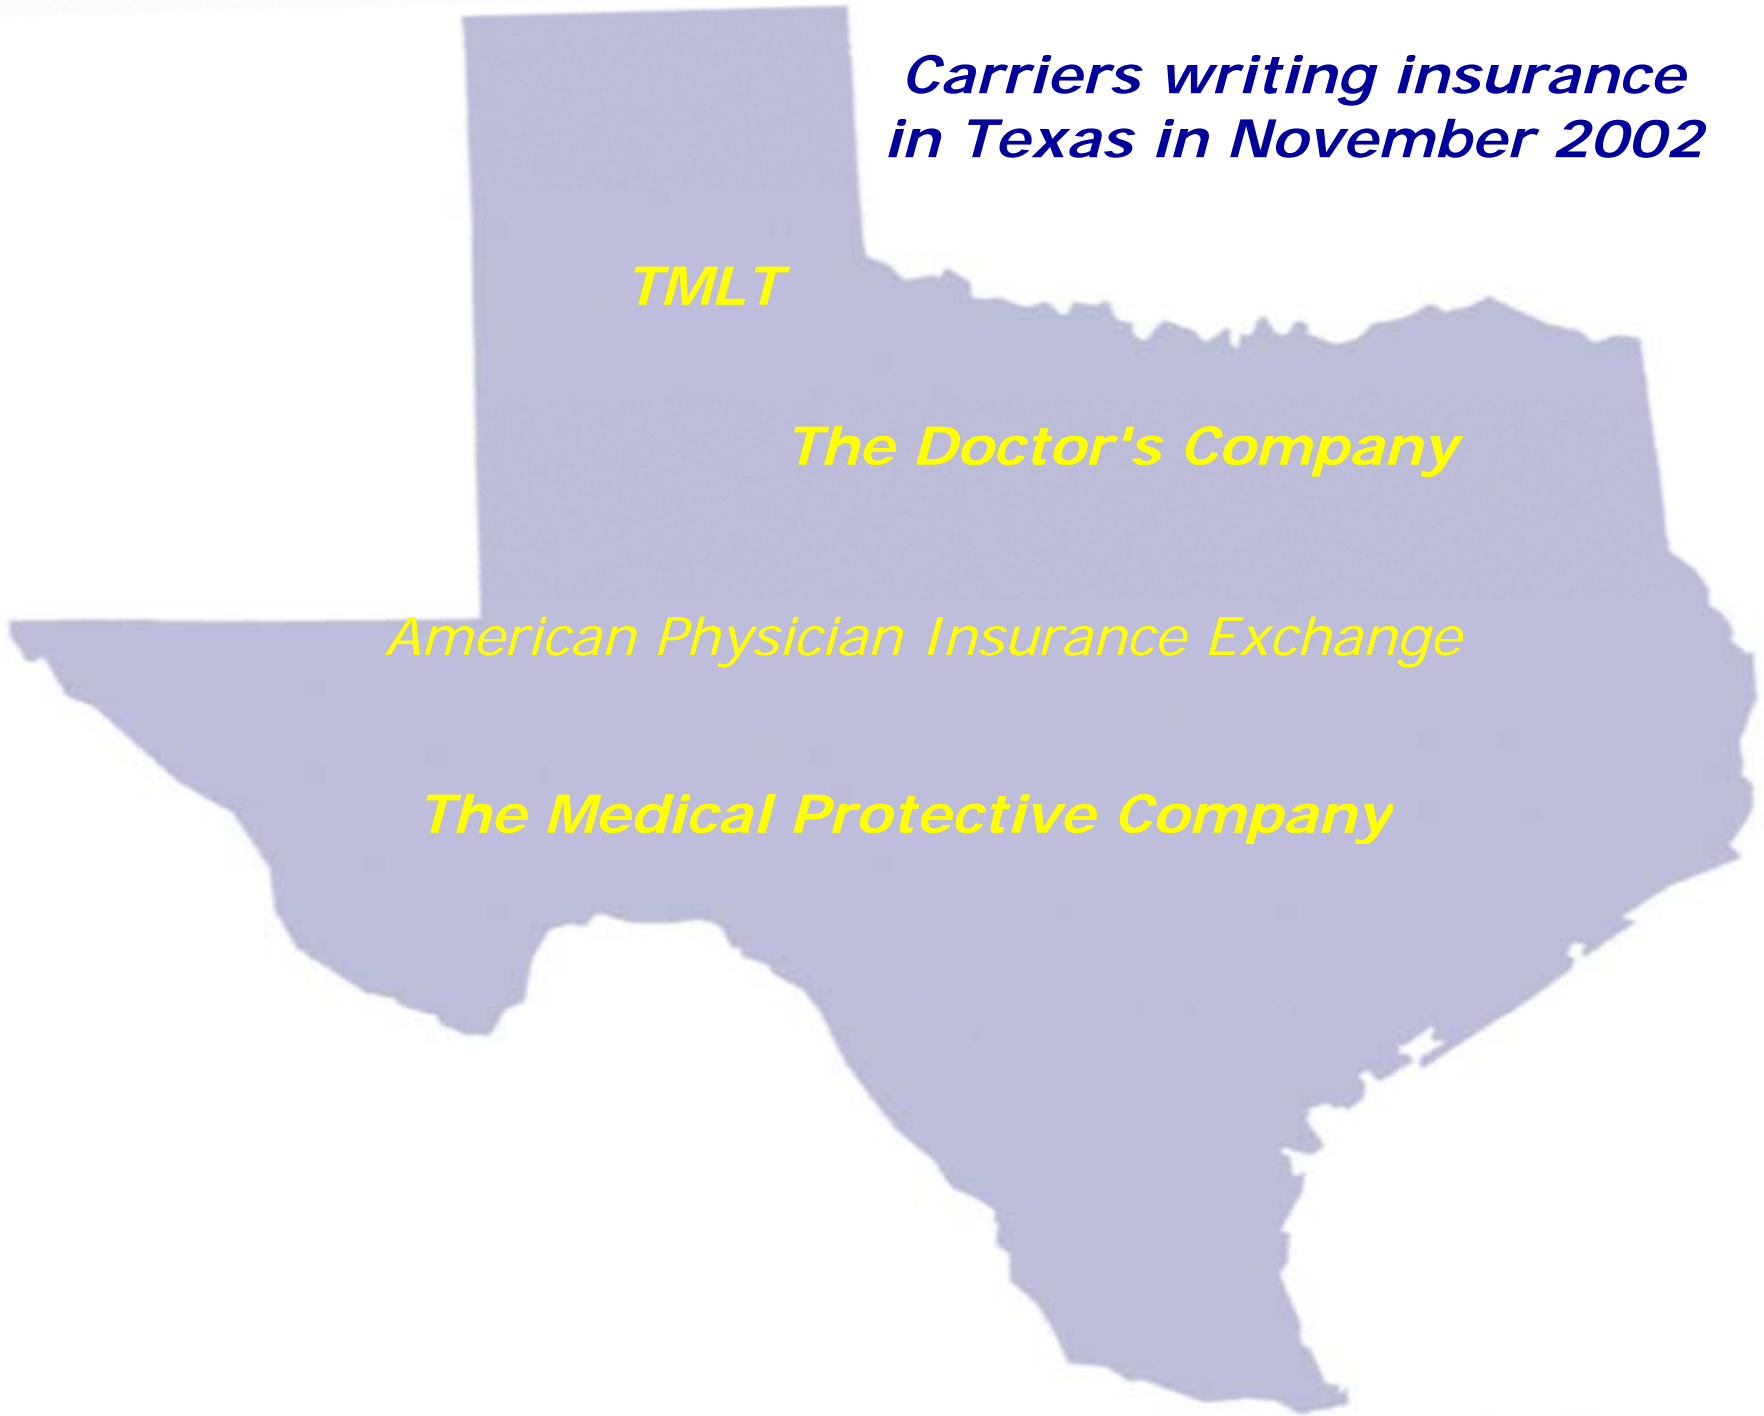 Carriers writing insurance
in Texas in November 2002
TMLT
The Doctor's Company
American Physician Insurance Exchange
The Medical Protective Company